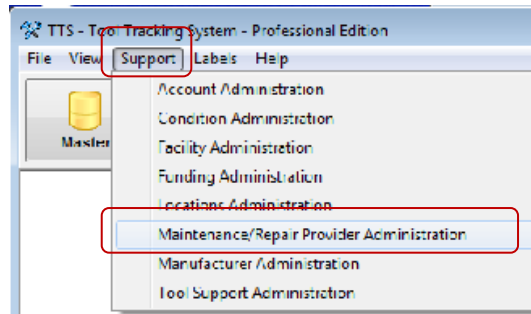 TTS - Tool Tracking System - Professional Edition
File View Support Labels Help
Master
Account Administration
Condition Administration
Facility Administration
Funding Administration
Locations Administration
Maintenance/Repair Provider Administration
Manufacturer Administration
Tool Support Administration